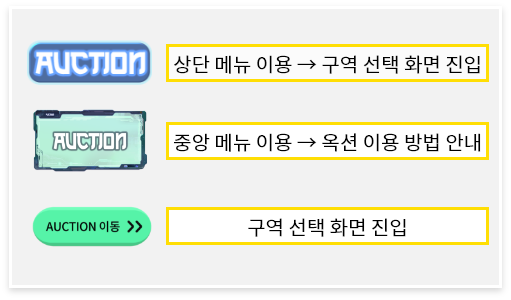 AUCTION
상단 메뉴 이용 → 구역 선택 화면 진입
AUCTION
중앙 메뉴 이용 → 옥션 이용 방법 안내
AUCTION 이동 »
구역 선택 화면 진입